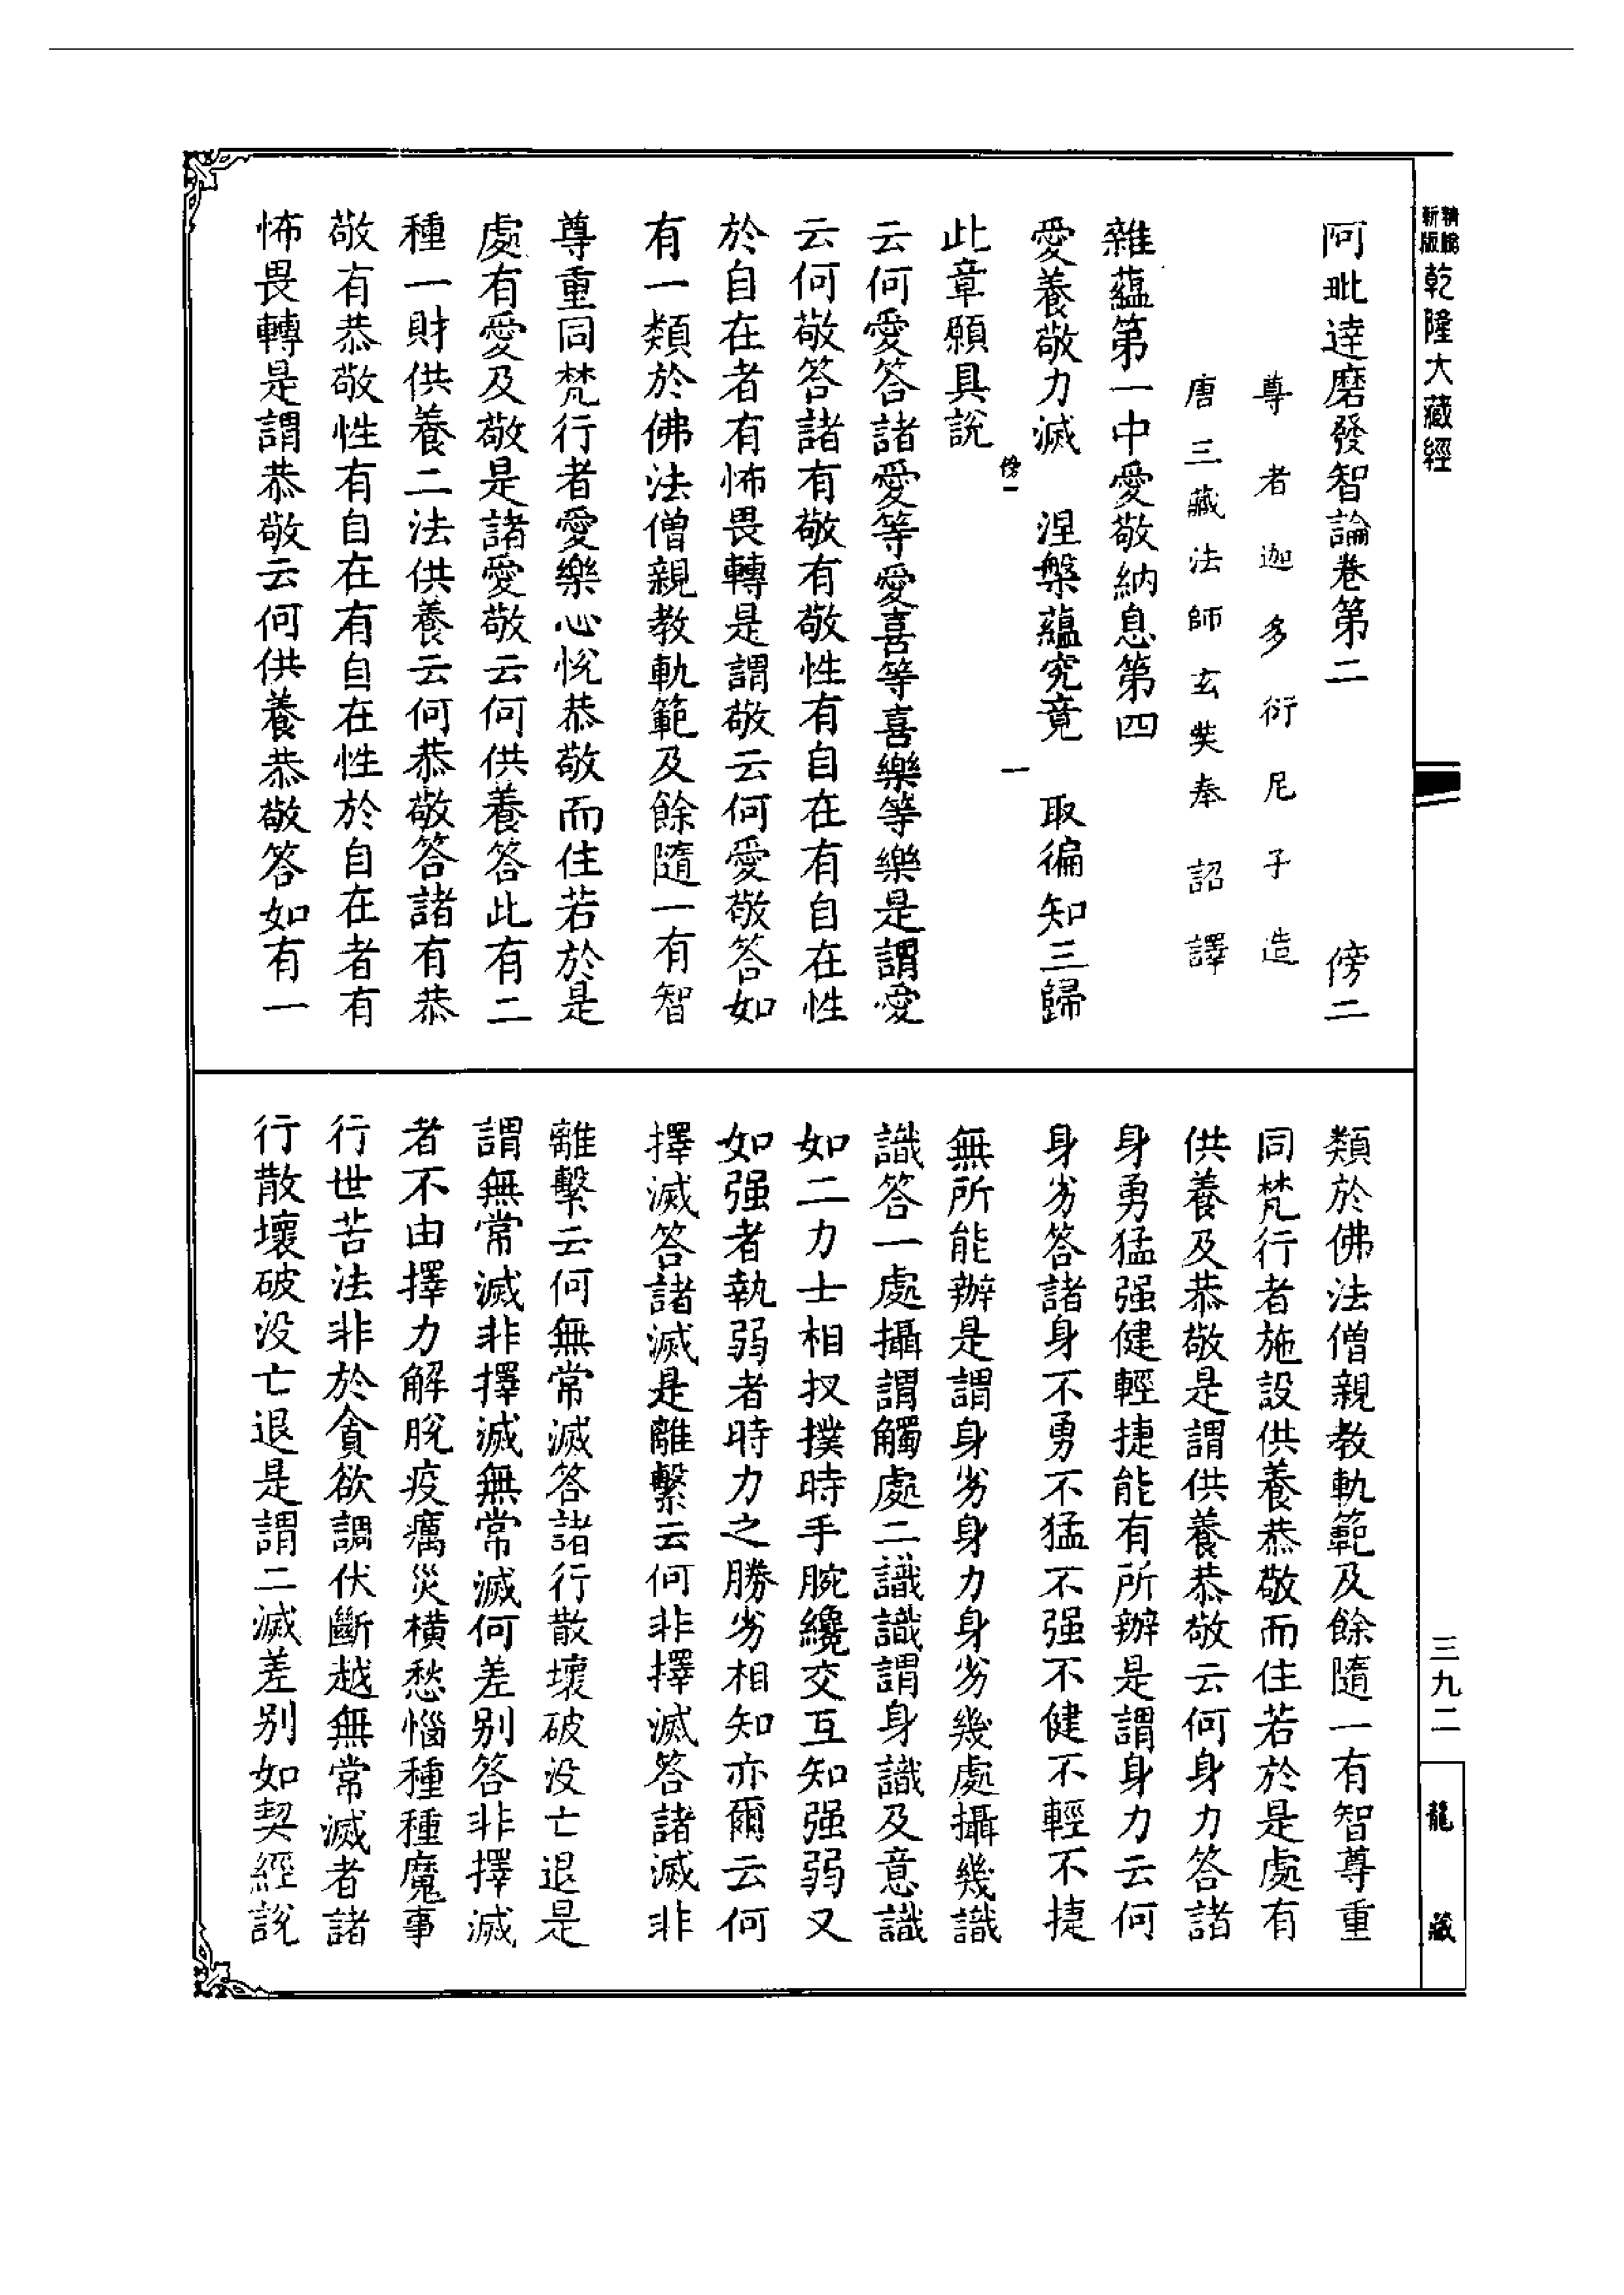 精縮新版乾隆大藏經
阿毗達磨發智論卷第二　傍二
尊者迦多衍尼子造
唐三藏法師玄奘奉詔譯
雜蘊第一中愛敬納息第四
愛養敬力滅　涅槃蘊究竟　取徧知三歸
傍一　一
此章願具說
云何愛答諸愛等愛喜等喜樂等樂是謂愛
云何敬答諸有敬有敬性有自在有自在性
於自在者有怖畏轉是謂敬云何愛敬答如
有一類於佛法僧親教軌範及餘隨一有智
尊重同梵行者愛樂心悅恭敬而住若於是
處有愛及敬是諸愛敬云何供養答此有二
種一財供養二法供養云何恭敬答諸有恭
敬有恭敬性有自在有自在性於自在者有
怖畏轉是謂恭敬云何供養恭敬答如有一
類於佛法僧親教軌範及餘隨一有智尊重
同梵行者施設供養恭敬而住若於是處有
供養及恭敬是謂供養恭敬云何身力答諸
身勇猛强健輕捷能有所辦是謂身力云何
身劣答諸身不勇不猛不强不健不輕不捷
無所能辦是謂身劣身力身劣幾處攝幾識
識答一處攝謂觸處二識識謂身識及意識
如二力士相扠撲時手腕纔交互知强弱又
如强者執弱者時力之勝劣相知亦爾云何
擇滅答諸滅是離繫云何非擇滅答諸滅非
離繫云何無常滅答諸行散壞破没亡退是
謂無常滅非擇滅無常滅何差别答非擇滅
者不由擇力解脫疫癘災橫愁惱種種魔事
行世苦法非於貪欲調伏斷越無常滅者諸
行散壞破没亡退是謂二滅差别如契經說
三九二
龍藏